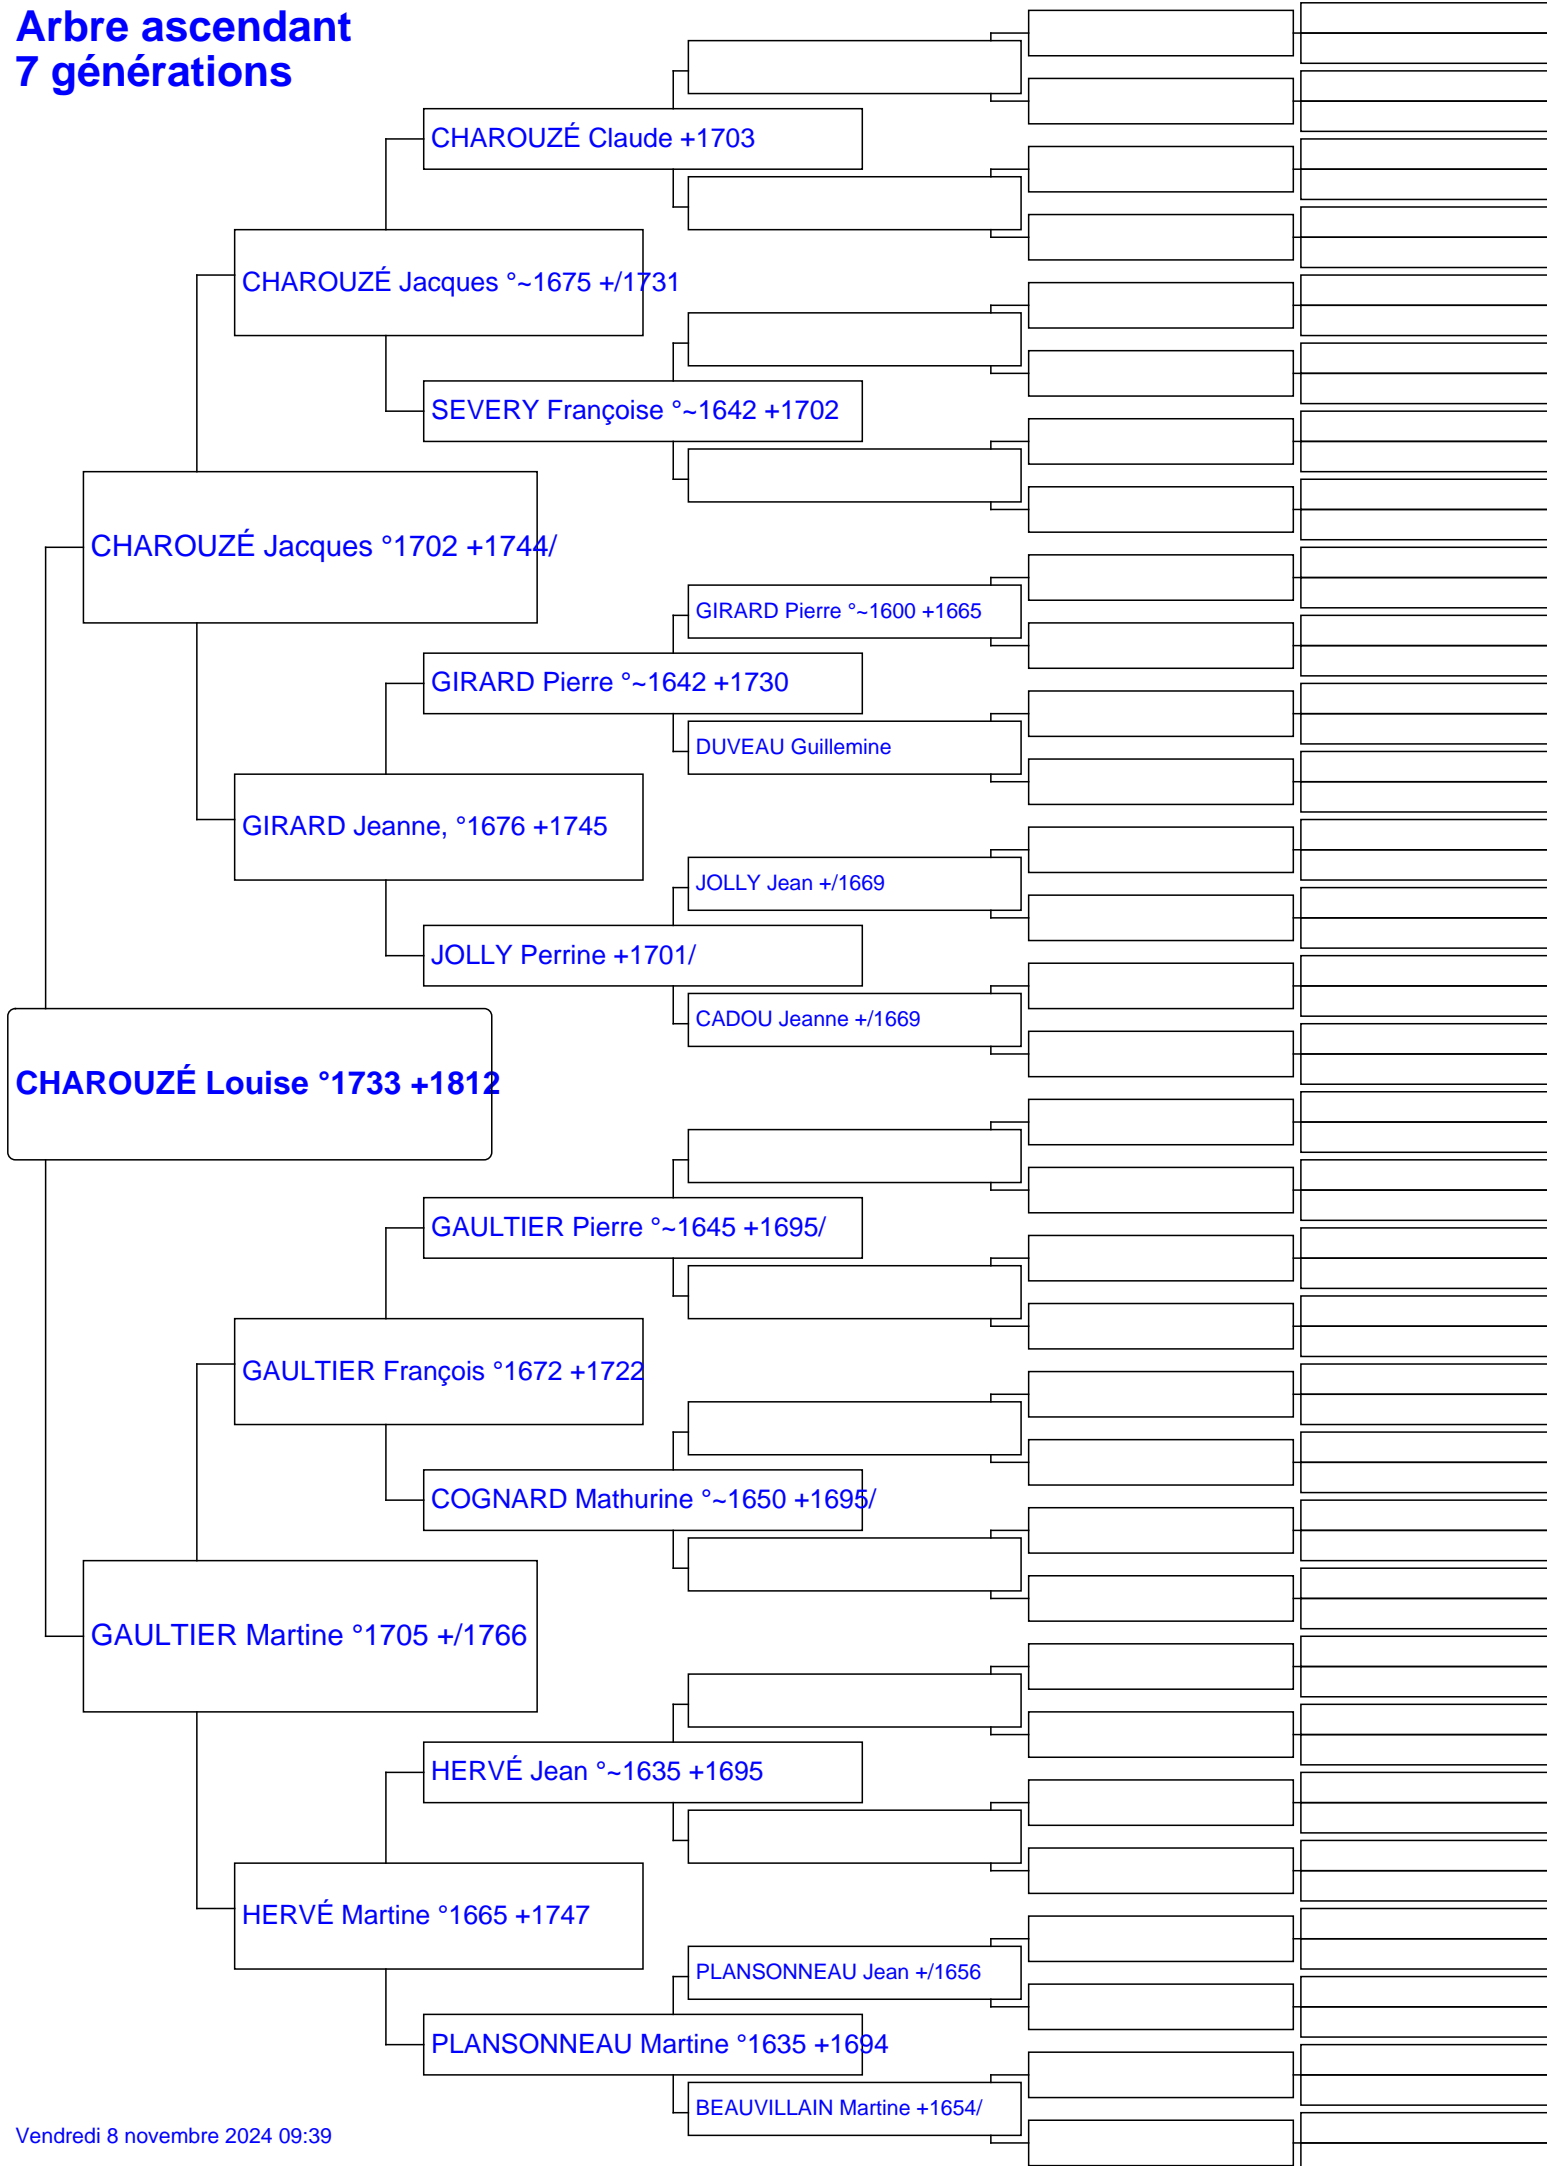 Arbre ascendant
7 générations
CHAROUZÉ Claude +1703
CHAROUZÉ Jacques °~1675 +/1731
SEVERY Françoise °~1642 +1702
CHAROUZÉ Jacques °1702 +1744/
GIRARD Pierre °~1600 +1665
GIRARD Pierre °~1642 +1730
DUVEAU Guillemine
GIRARD Jeanne, °1676 +1745
JOLLY Jean +/1669
JOLLY Perrine +1701/
CADOU Jeanne +/1669
CHAROUZÉ Louise °1733 +1812
GAULTIER Pierre °~1645 +1695/
GAULTIER François °1672 +1722
COGNARD Mathurine °~1650 +1695/
GAULTIER Martine °1705 +/1766
HERVÉ Jean °~1635 +1695
HERVÉ Martine °1665 +1747
PLANSONNEAU Jean +/1656
PLANSONNEAU Martine °1635 +1694
BEAUVILLAIN Martine +1654/
Vendredi 8 novembre 2024 09:39